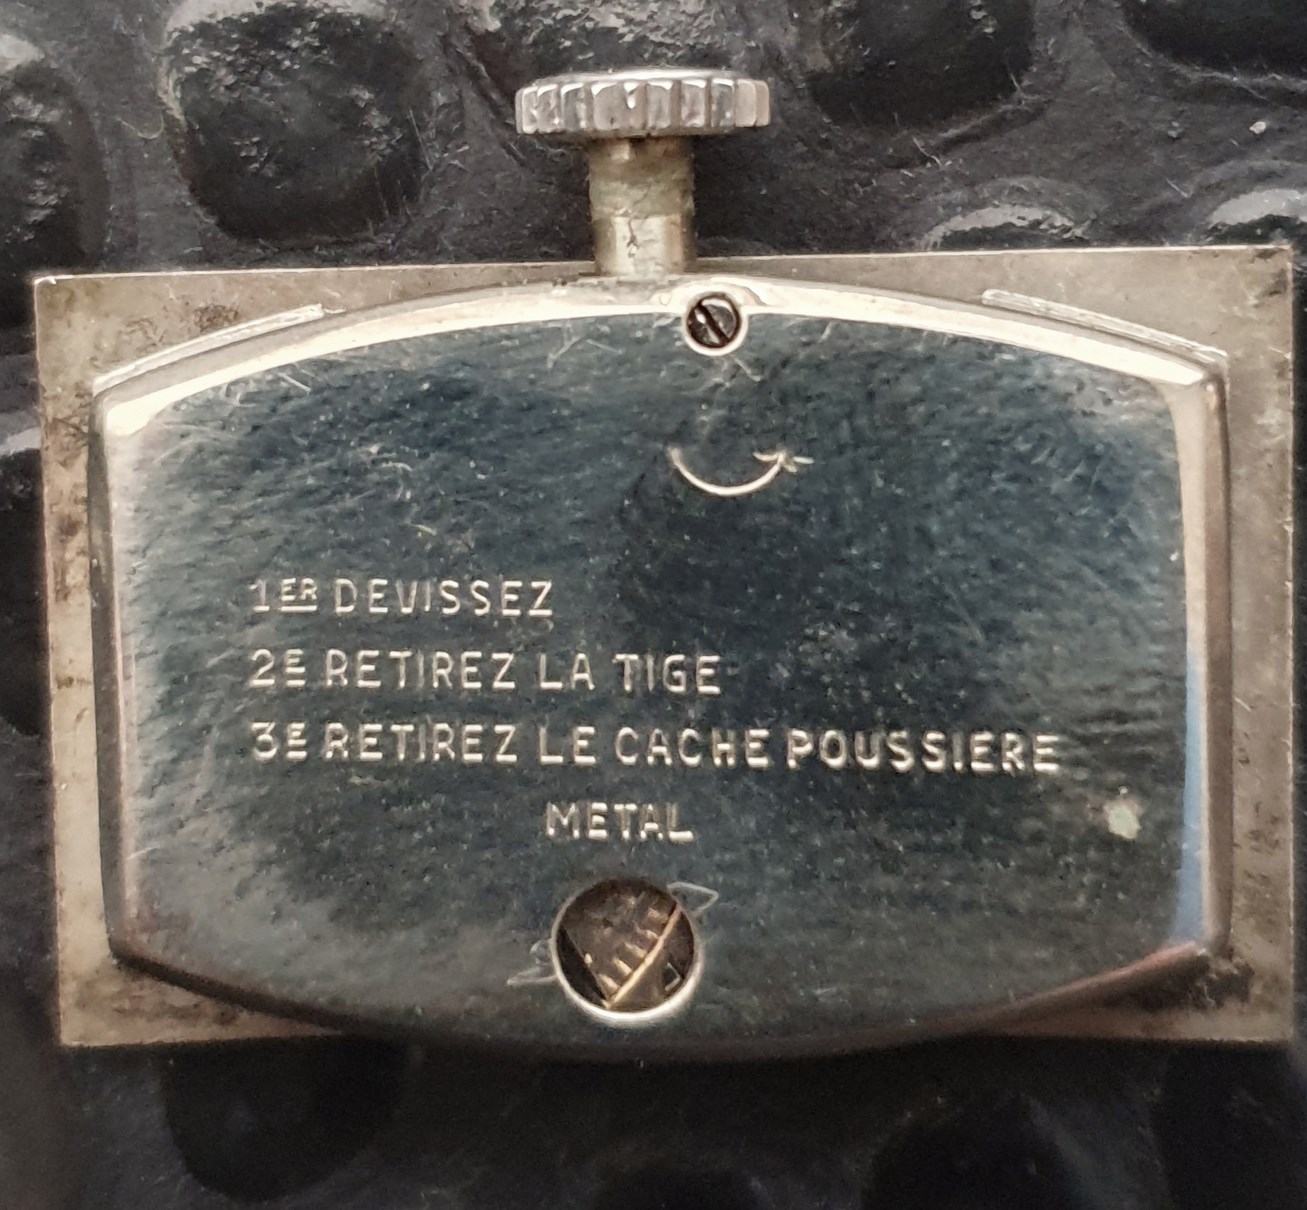 1ER DEVISSEZ
2E RETIREZ LA TIGE
3E RETIREZ LE CACHE POUSSIERE
METAL